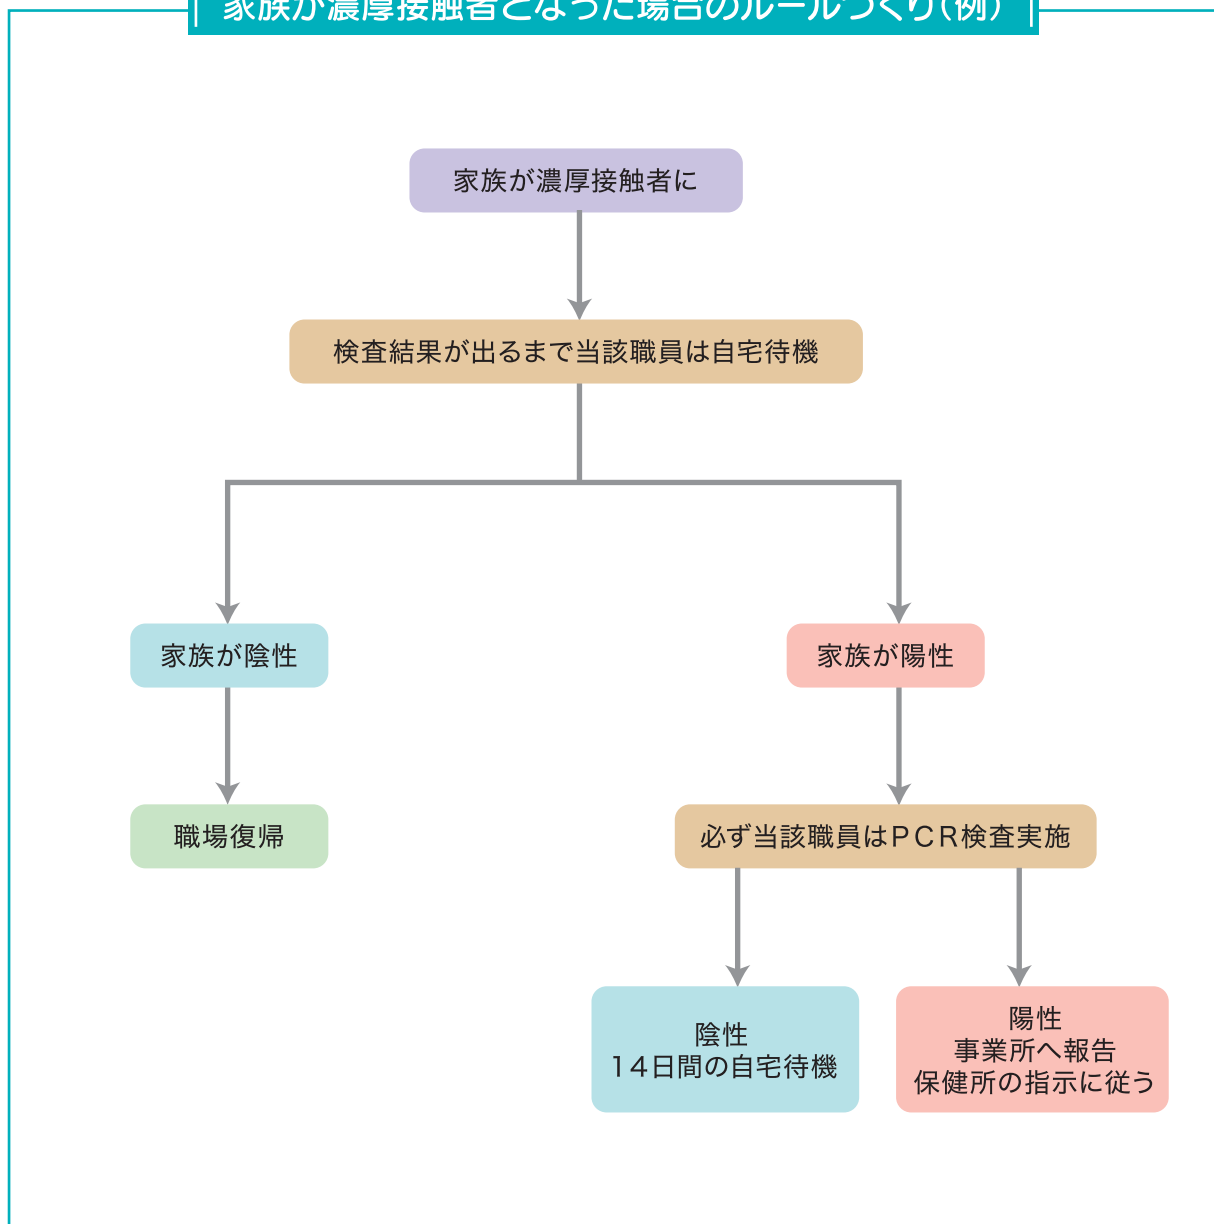 家族が濃厚接触者となった場合のルールづくり（例）
家族が濃厚接触者に
検査結果が出るまで当該職員は自宅待機
家族が陰性
家族が陽性
職場復帰
必ず当該職員はＰＣＲ検査実施
陰性
14日間の自宅待機
陽性
事業所へ報告
保健所の指示に従う